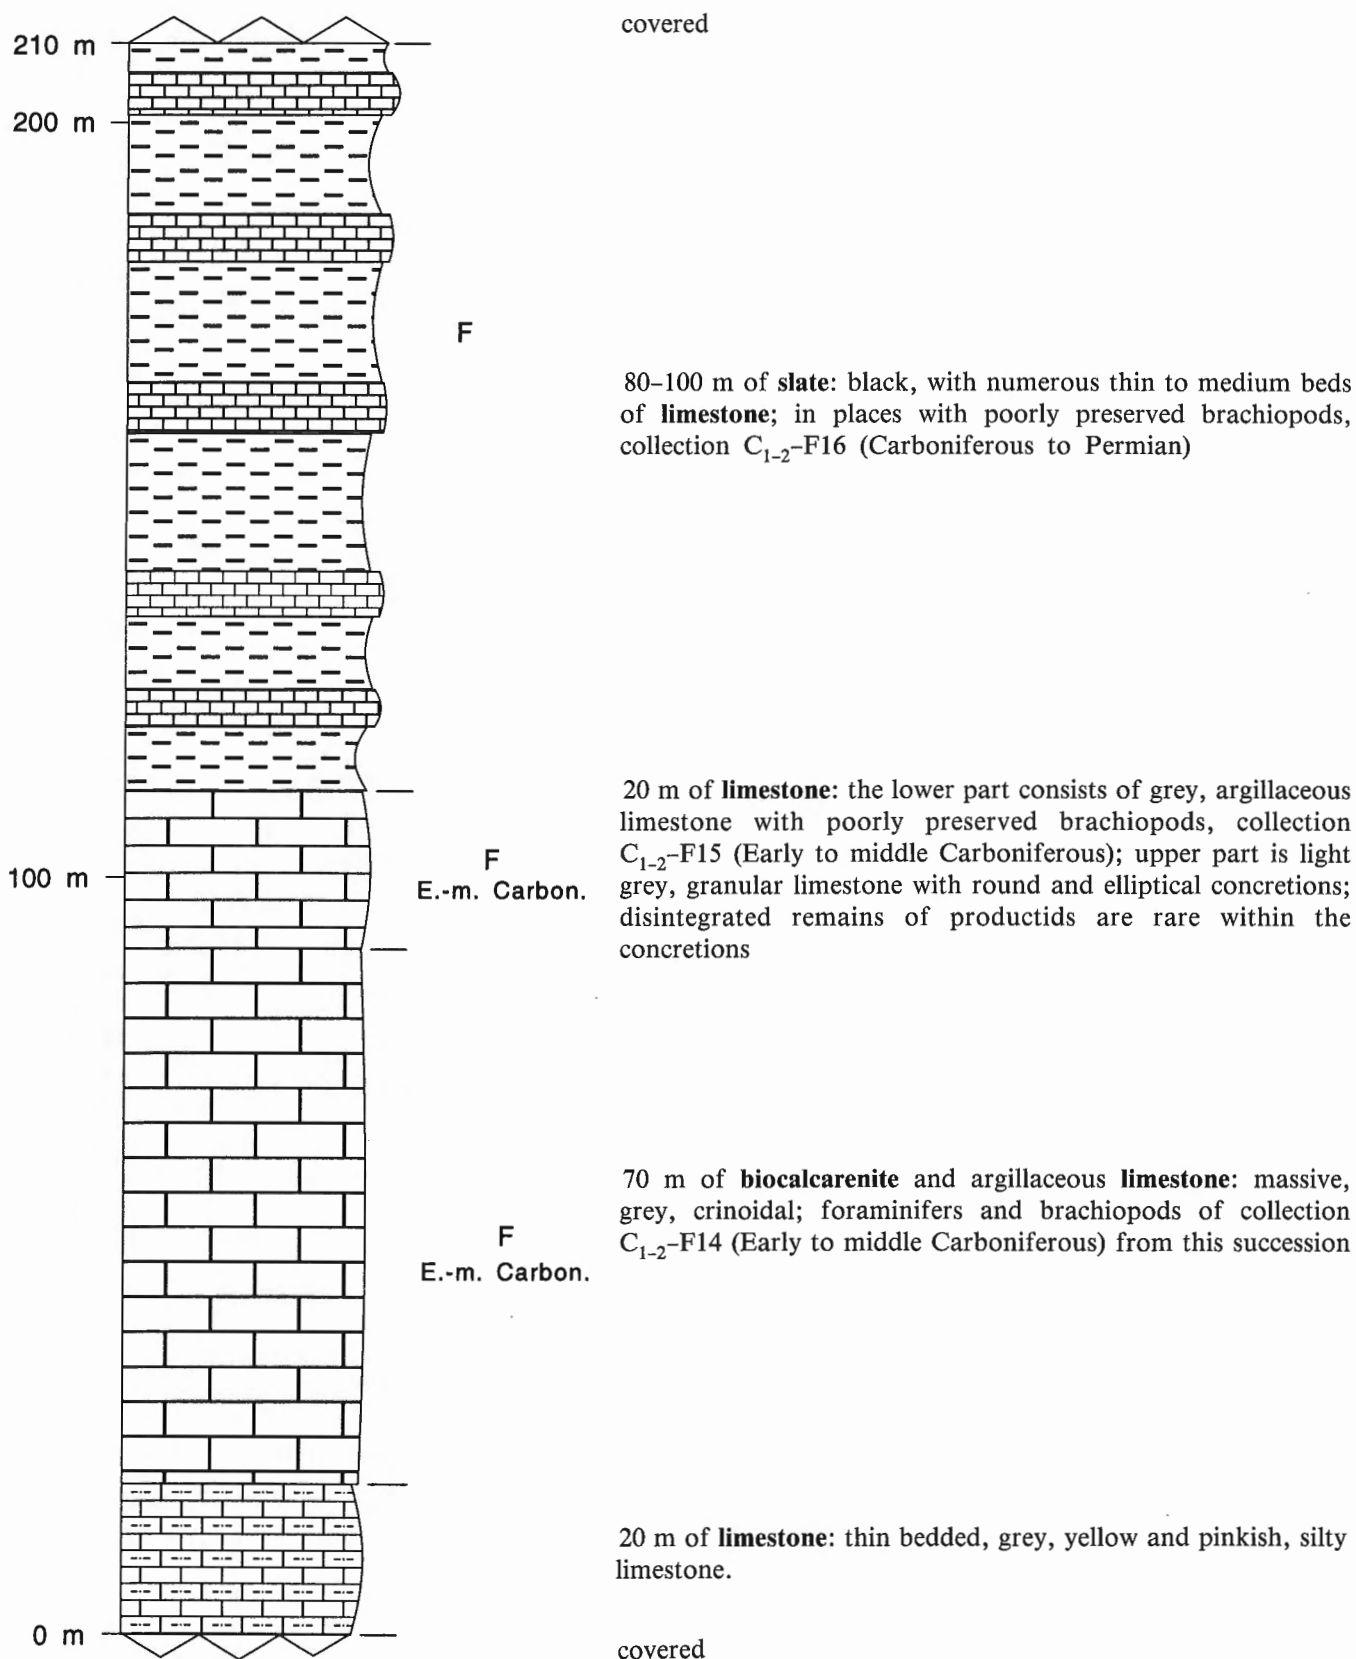 covered
210 m
200 m
F
80–100 m of slate: black, with numerous thin to medium beds
of limestone; in places with poorly preserved brachiopods,
collection C₁₋₂–F16 (Carboniferous to Permian)
20 m of limestone: the lower part consists of grey, argillaceous
limestone with poorly preserved brachiopods, collection
C₁₋₂–F15 (Early to middle Carboniferous); upper part is light
grey, granular limestone with round and elliptical concretions;
disintegrated remains of productids are rare within the
concretions
F
E.-m. Carbon.
100 m
70 m of biocalcarenite and argillaceous limestone: massive,
grey, crinoidal; foraminifers and brachiopods of collection
C₁₋₂–F14 (Early to middle Carboniferous) from this succession
F
E.-m. Carbon.
20 m of limestone: thin bedded, grey, yellow and pinkish, silty
limestone.
0 m
covered